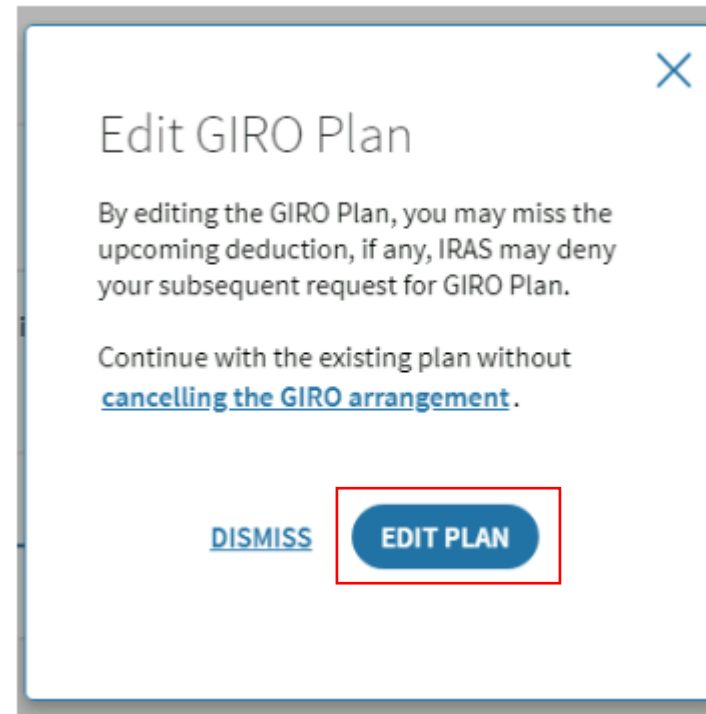 Edit GIRO Plan
By editing the GIRO Plan, you may miss the
upcoming deduction, if any, IRAS may deny
your subsequent request for GIRO Plan.
Continue with the existing plan without
cancelling the GIRO arrangement.
DISMISS
EDIT PLAN